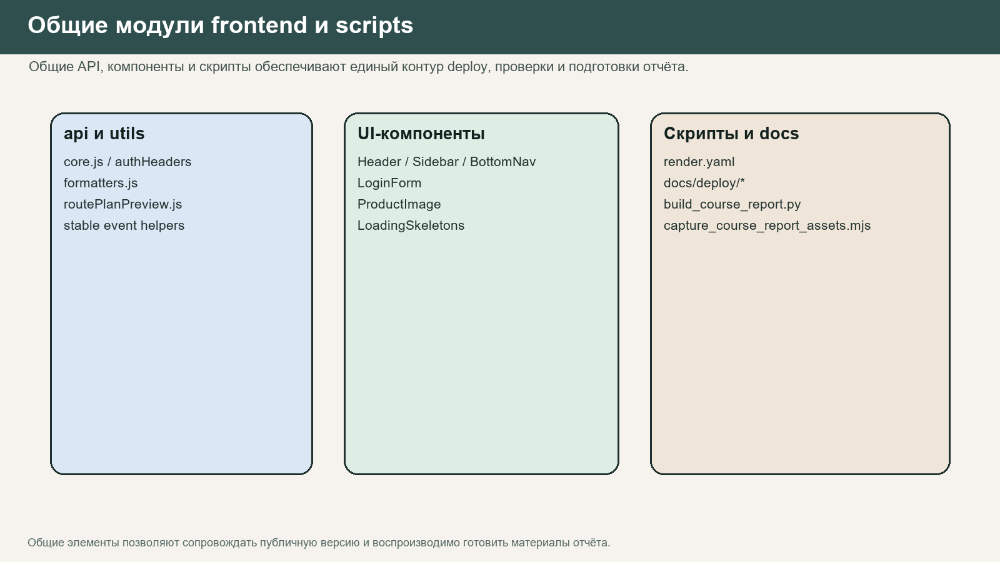 Общие модули frontend и scripts
Общие API, компоненты и скрипты обеспечивают единый контур deploy, проверки и подготовки отчёта.
api и utils
core.js / authHeaders
formatters.js
routePlanPreview.js
stable event helpers
UI-компоненты
Header / Sidebar / BottomNav
LoginForm
ProductImage
LoadingSkeletons
Скрипты и docs
render.yaml
docs/deploy/*
build_course_report.py
capture_course_report_assets.mjs
Общие элементы позволяют сопровождать публичную версию и воспроизводимо готовить материалы отчёта.